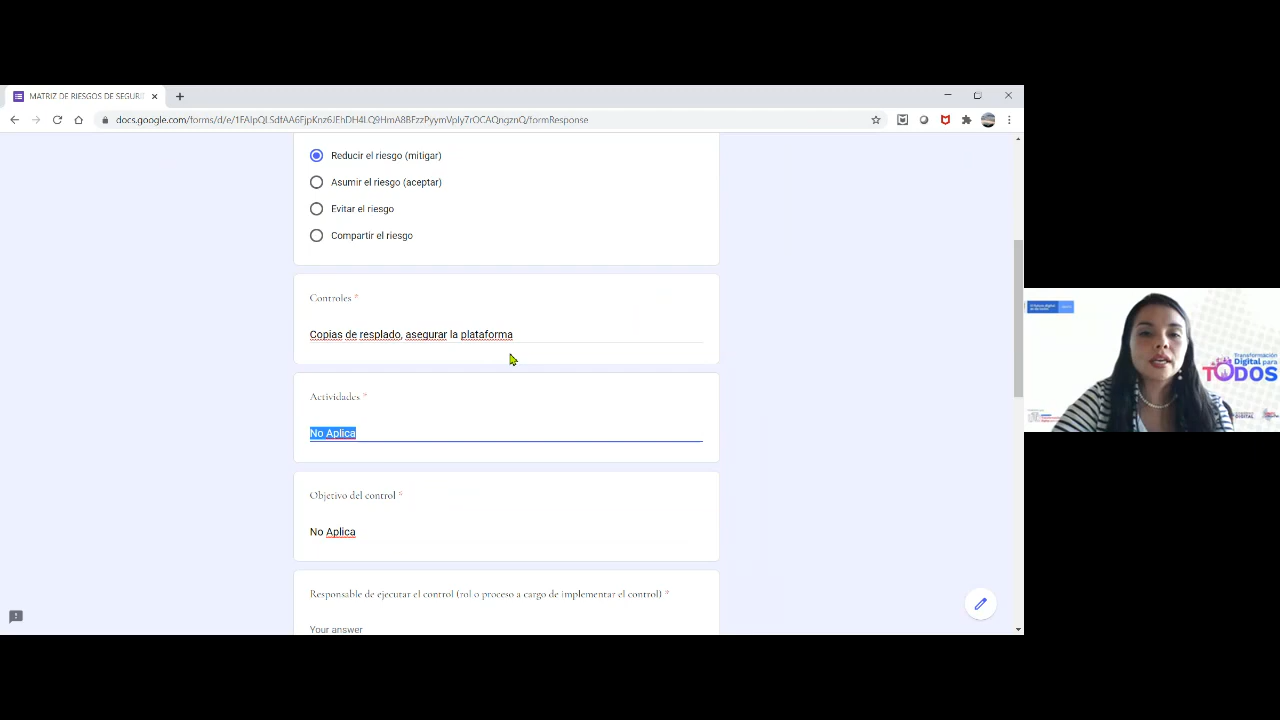 MATRIZ DE RIESGOS DE SEGURI
docs.google.com/forms/d/e/1FAIpQLSdfAA6FjpKnz6JEhDH4LQ9HmA8BFzzPyymVplyTrOCAQngznQ/formResponse
Reducir el riesgo (mitigar)
Asumir el riesgo (aceptar)
Evitar el riesgo
Compartir el riesgo
Controles *
Copias de resplado, asegurar la plataforma
Actividades *
No Aplica
Objetivo del control *
No Aplica
Responsable de ejecutar el control (rol o proceso a cargo de implementar el control) *
Your answer
Transformación
Digital para
TODOS